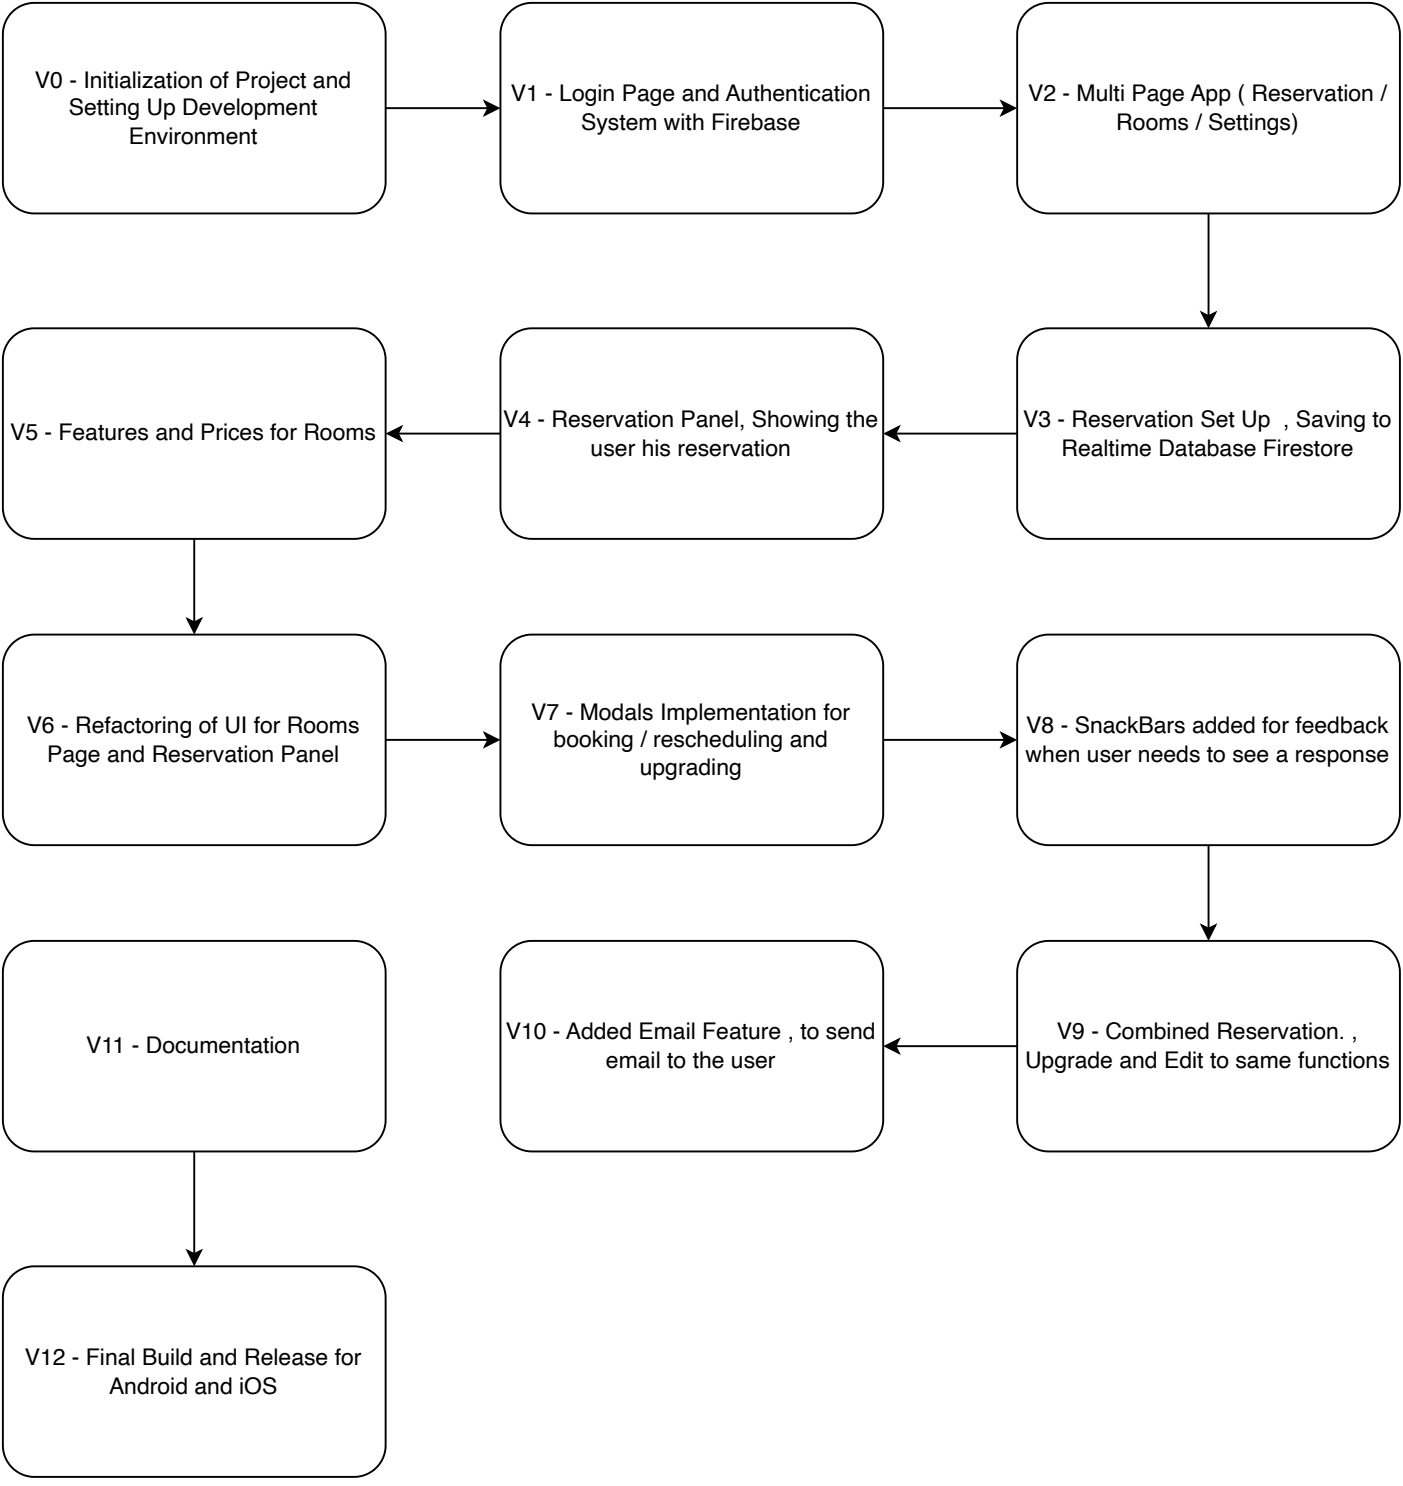 V0 - Initialization of Project and
Setting Up Development
Environment
V1 - Login Page and Authentication
System with Firebase
V2 - Multi Page App ( Reservation /
Rooms / Settings)
V3 - Reservation Set Up  , Saving to
Realtime Database Firestore
V4 - Reservation Panel, Showing the
user his reservation
V5 - Features and Prices for Rooms
V6 - Refactoring of UI for Rooms
Page and Reservation Panel
V7 - Modals Implementation for
booking / rescheduling and
upgrading
V8 - SnackBars added for feedback
when user needs to see a response
V9 - Combined Reservation. ,
Upgrade and Edit to same functions
V10 - Added Email Feature , to send
email to the user
V11 - Documentation
V12 - Final Build and Release for
Android and iOS